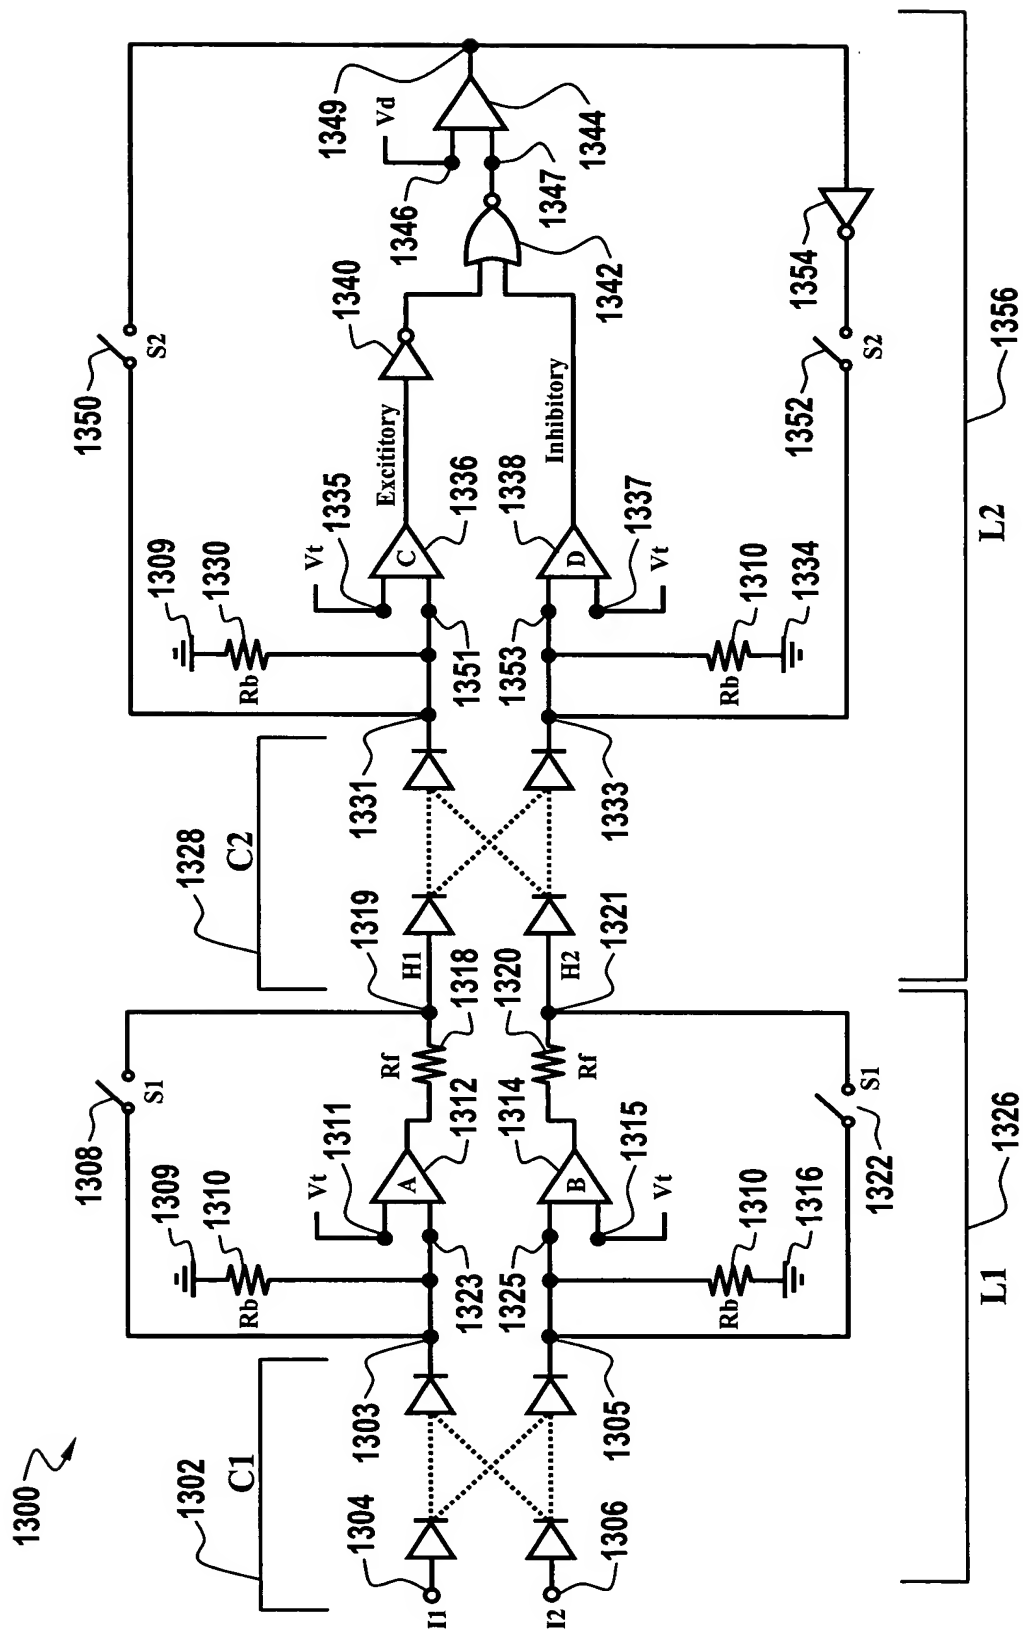 1300
1302
C1
1304
I1
I2
1306
1303
1305
1308
S1
1309
1310
Rb
1323
1325
Vt
1311
A
1312
B
1314
1315
Vt
Rb
1310
1316
1322
S1
Rf
1318
1320
Rf
1319
H1
H2
1321
L1
1326
1328
C2
1331
1333
1350
S2
1309
1330
Rb
1351
1353
Vt
1335
C
1336
Excititory
D
1338
Inhibitory
1337
Vt
Rb
1310
1334
1340
1342
1346
Vd
1349
1347
1344
1354
1352
S2
L2
1356